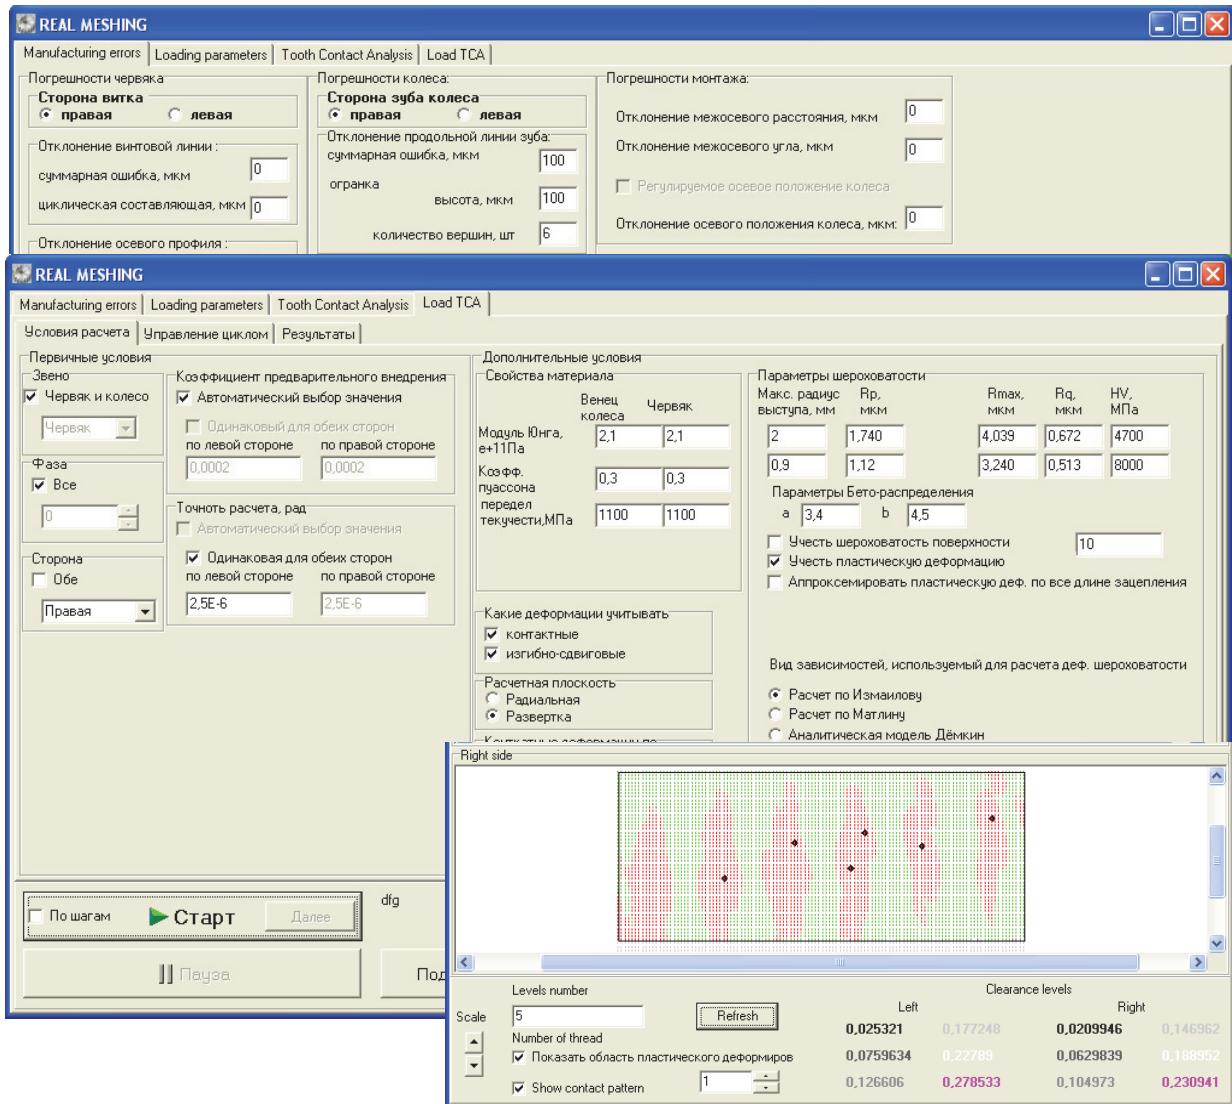 REAL MESHING
Manufacturing errors Loading parameters Tooth Contact Analysis Load TCA
Погрешности червяка
Сторона витка
правая левая
Отклонение винтовой линии :
суммарная ошибка, мкм 0
циклическая составляющая, мкм 0
Отклонение осевого профиля :
Погрешности колеса:
Сторона зуба колеса
правая левая
Отклонение продольной линии зуба:
суммарная ошибка, мкм 100
огранка
высота, мкм 100
количество вершин, шт 6
Погрешности монтажа:
Отклонение межосевого расстояния, мкм 0
Отклонение межосевого угла, мкм 0
Регулируемое осевое положение колеса
Отклонение осевого положения колеса, мкм: 0
REAL MESHING
Manufacturing errors Loading parameters Tooth Contact Analysis Load TCA
Условия расчета Управление циклом Результаты
Первичные условия
Звено
Червяк и колесо
Червяк
Фаза
Все
0
Сторона
Обе
Правая
Коэффициент предварительного внедрения
Автоматический выбор значения
Одинаковый для обеих сторон
по левой стороне по правой стороне
0,0002 0,0002
Точноть расчета, рад
Автоматический выбор значения
Одинаковая для обеих сторон
по левой стороне по правой стороне
2,5E-6 2,5E-6
Дополнительные условия
Свойства материала
Венец
колеса Червяк
Модуль Юнга,
е+11Па 2,1 2,1
Коэфф.
пуассона 0,3 0,3
передел
текучести,МПа 1100 1100
Какие деформации учитывать
контактные
изгибно-сдвиговые
Расчетная плоскость
Радиальная
Развертка
Параметры шероховатости
Макс. радиус Rp, Rmax, Rq, HV,
выступа, мм мкм мкм мкм МПа
2 1,740 4,039 0,672 4700
0,9 1,12 3,240 0,513 8000
Параметры Бето-распределения
a 3,4 b 4,5
Учесть шероховатость поверхности 10
Учесть пластическую деформацию
Аппроксемировать пластическую деф. по все длине зацепления
Вид зависимостей, используемый для расчета деф. шероховатости
Расчет по Измаилову
Расчет по Матлину
Аналитическая модель Дёмкин
По шагам Старт Далее
dfg
Пауза
Под
Right side
Levels number
Scale 5 Refresh
Number of thread
Показать область пластического деформиров
Show contact pattern 1
Clearance levels
Left Right
0,025321 0,177248 0,0209946 0,146962
0,0759634 0,22789 0,0629839 0,188952
0,126606 0,278533 0,104973 0,230941